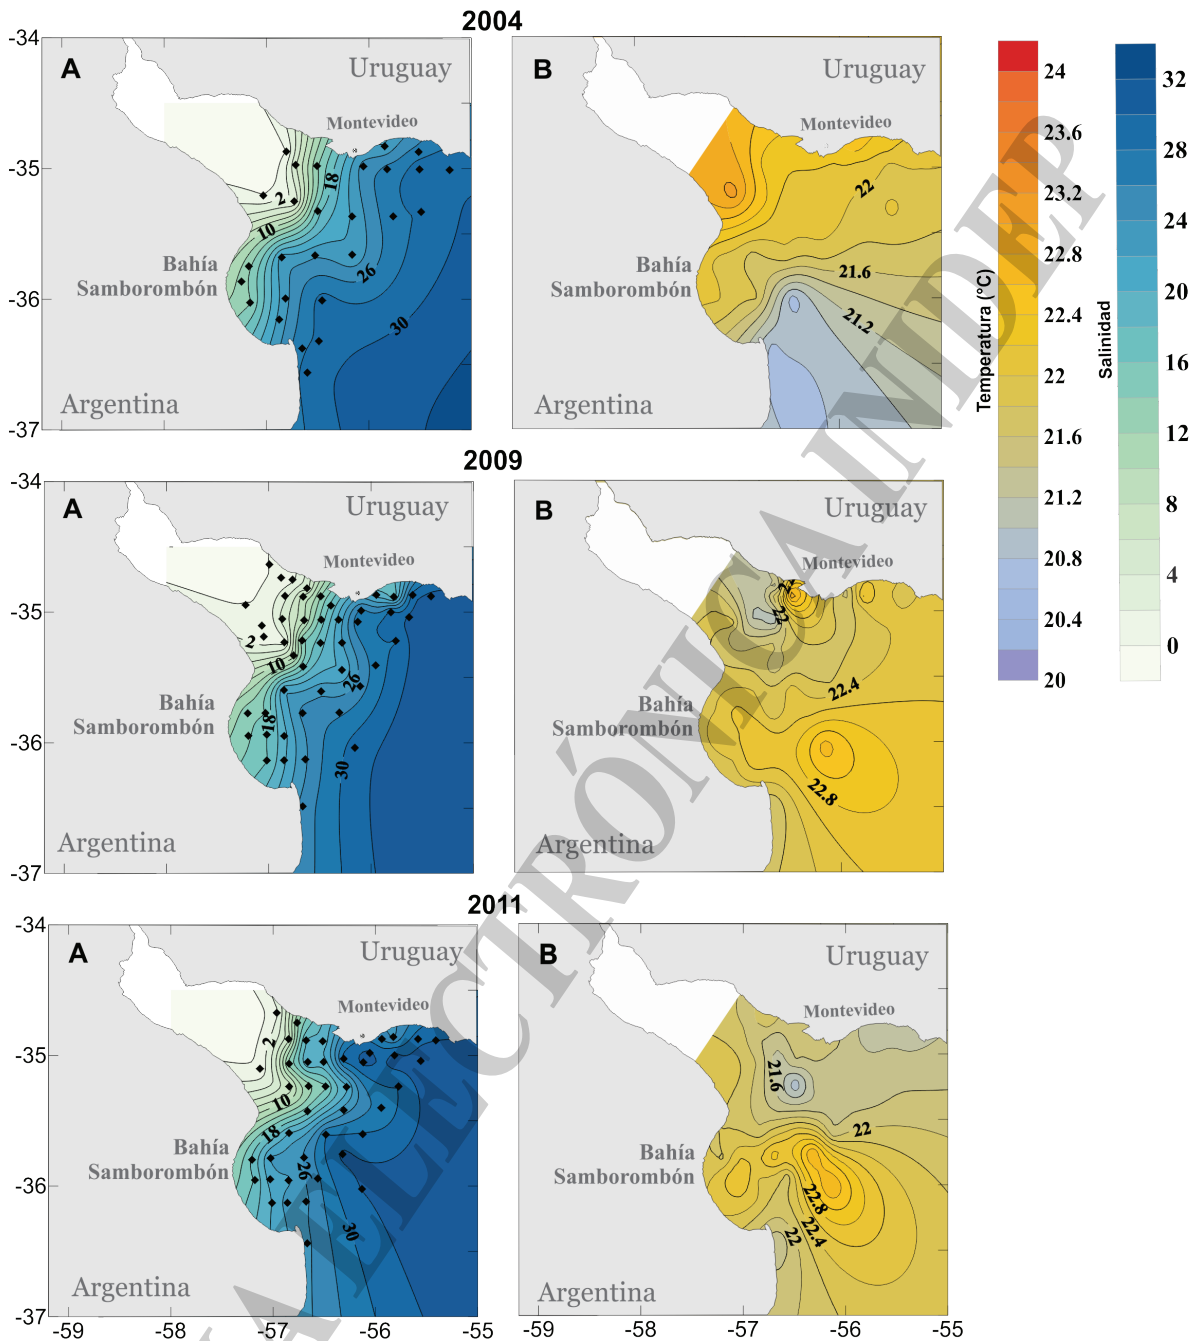 2004
A
B
Uruguay
Uruguay
Montevideo
Montevideo
Bahía
Samborombón
Bahía
Samborombón
Argentina
Argentina
-34
-35
-36
-37
2
10
18
26
30
22
21.6
21.2
Temperatura (°C)
24
23.6
23.2
22.8
22.4
22
21.6
21.2
20.8
20.4
20
Salinidad
32
28
24
20
16
12
8
4
0
2009
A
B
Uruguay
Uruguay
Montevideo
Montevideo
Bahía
Samborombón
Bahía
Samborombón
Argentina
Argentina
-34
-35
-36
-37
2
10
18
26
30
22
22.4
22.8
2011
A
B
Uruguay
Uruguay
Montevideo
Montevideo
Bahía
Samborombón
Bahía
Samborombón
Argentina
Argentina
-34
-35
-36
-37
2
10
18
26
30
21.6
22
22.8
22.4
22
-59
-58
-57
-56
-55
-59
-58
-57
-56
-55
A ELECTRÓNICA INIDEP